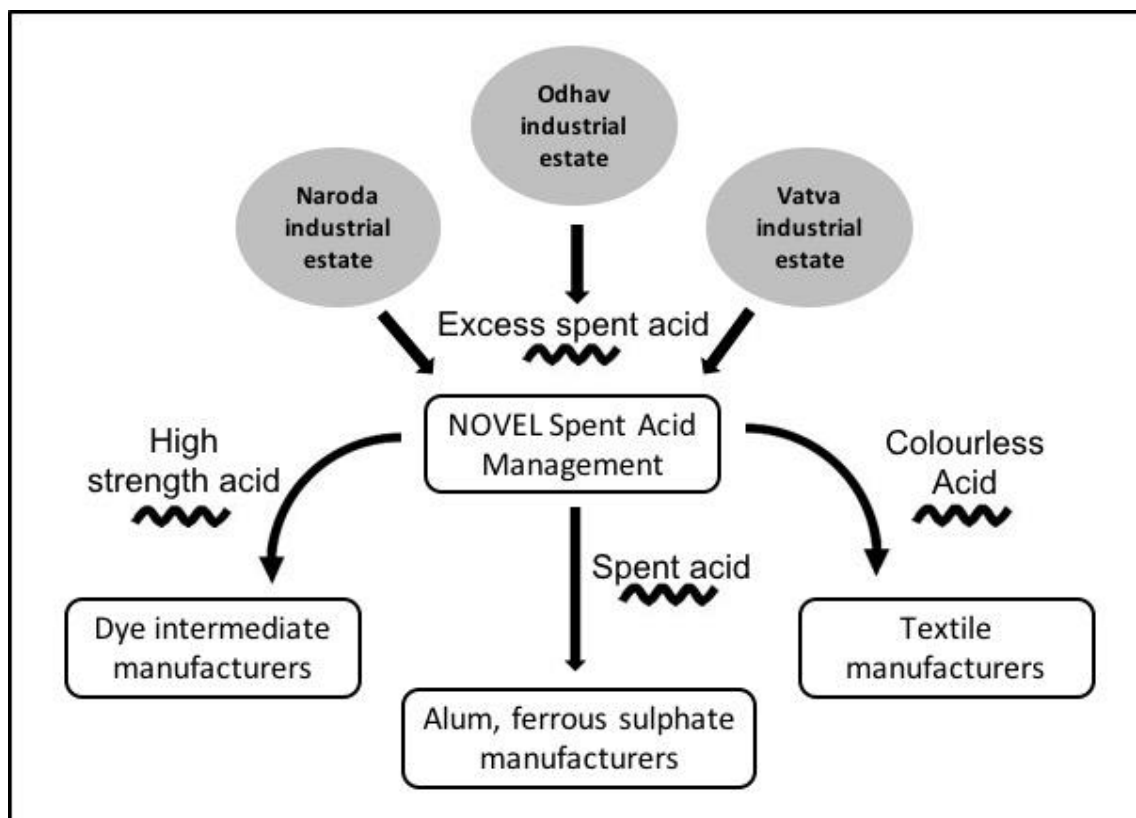 Odhav
industrial
estate
Naroda
industrial
estate
Vatva
industrial
estate
Excess spent acid
NOVEL Spent Acid
Management
High
strength acid
Colourless
Acid
Spent acid
Dye intermediate
manufacturers
Textile
manufacturers
Alum, ferrous sulphate
manufacturers